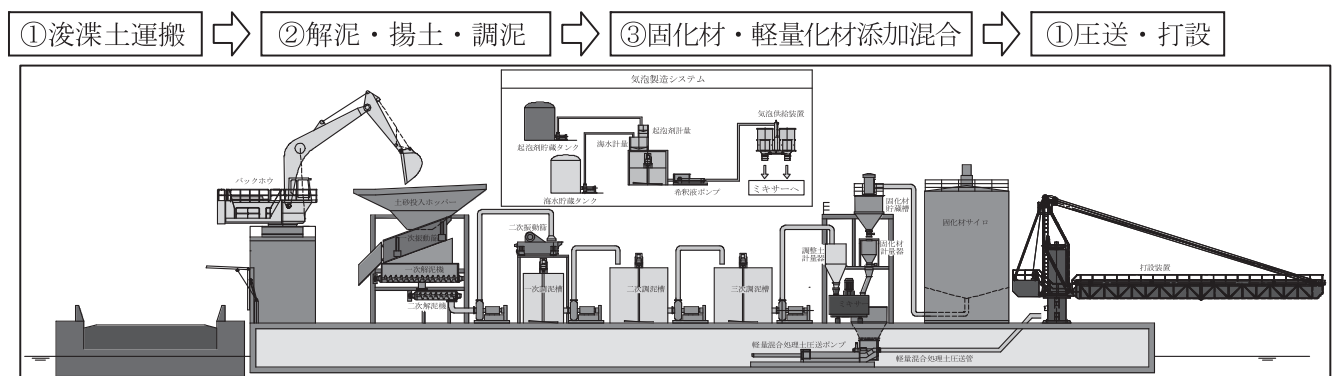 ①浚渫土運搬
②解泥・揚土・調泥
③固化材・軽量化材添加混合
①圧送・打設
気泡製造システム
起泡剤計量
気泡供給装置
海水計量
起泡剤貯蔵タンク
海水貯蔵タンク
希釈液ポンプ
ミキサーへ
バックホウ
土砂投入ホッパー
一次振動篩
一次解泥機
二次解泥機
二次振動篩
一次調泥槽
二次調泥槽
三次調泥槽
調整土
計量器
固化材
貯蔵槽
固化材
計量器
ミキサー
固化材サイロ
打設装置
軽量混合処理土圧送ポンプ
軽量混合処理土圧送管